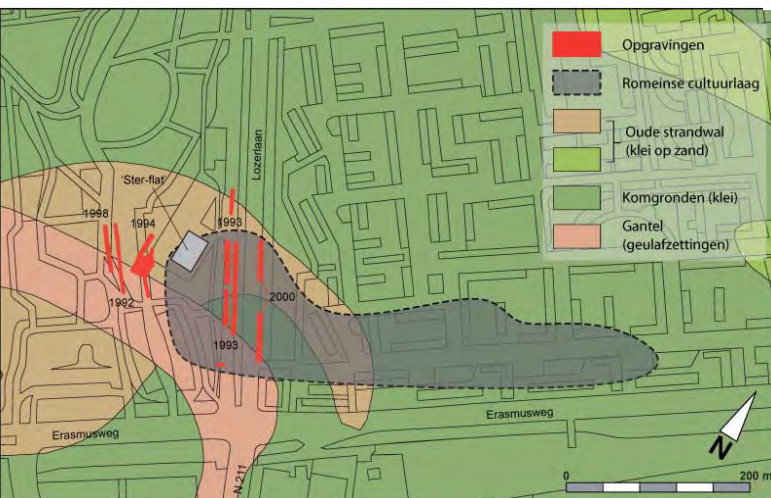 Opgravingen
Romeinse cultuurlaag
Oude strandwal
(klei op zand)
Komgronden (klei)
Gantel
(geulafzettingen)
Lozerlaan
'Ster-flat'
1998
1994
1993
1992
2000
1993
Erasmusweg
Erasmusweg
N 211
N
0
200 m